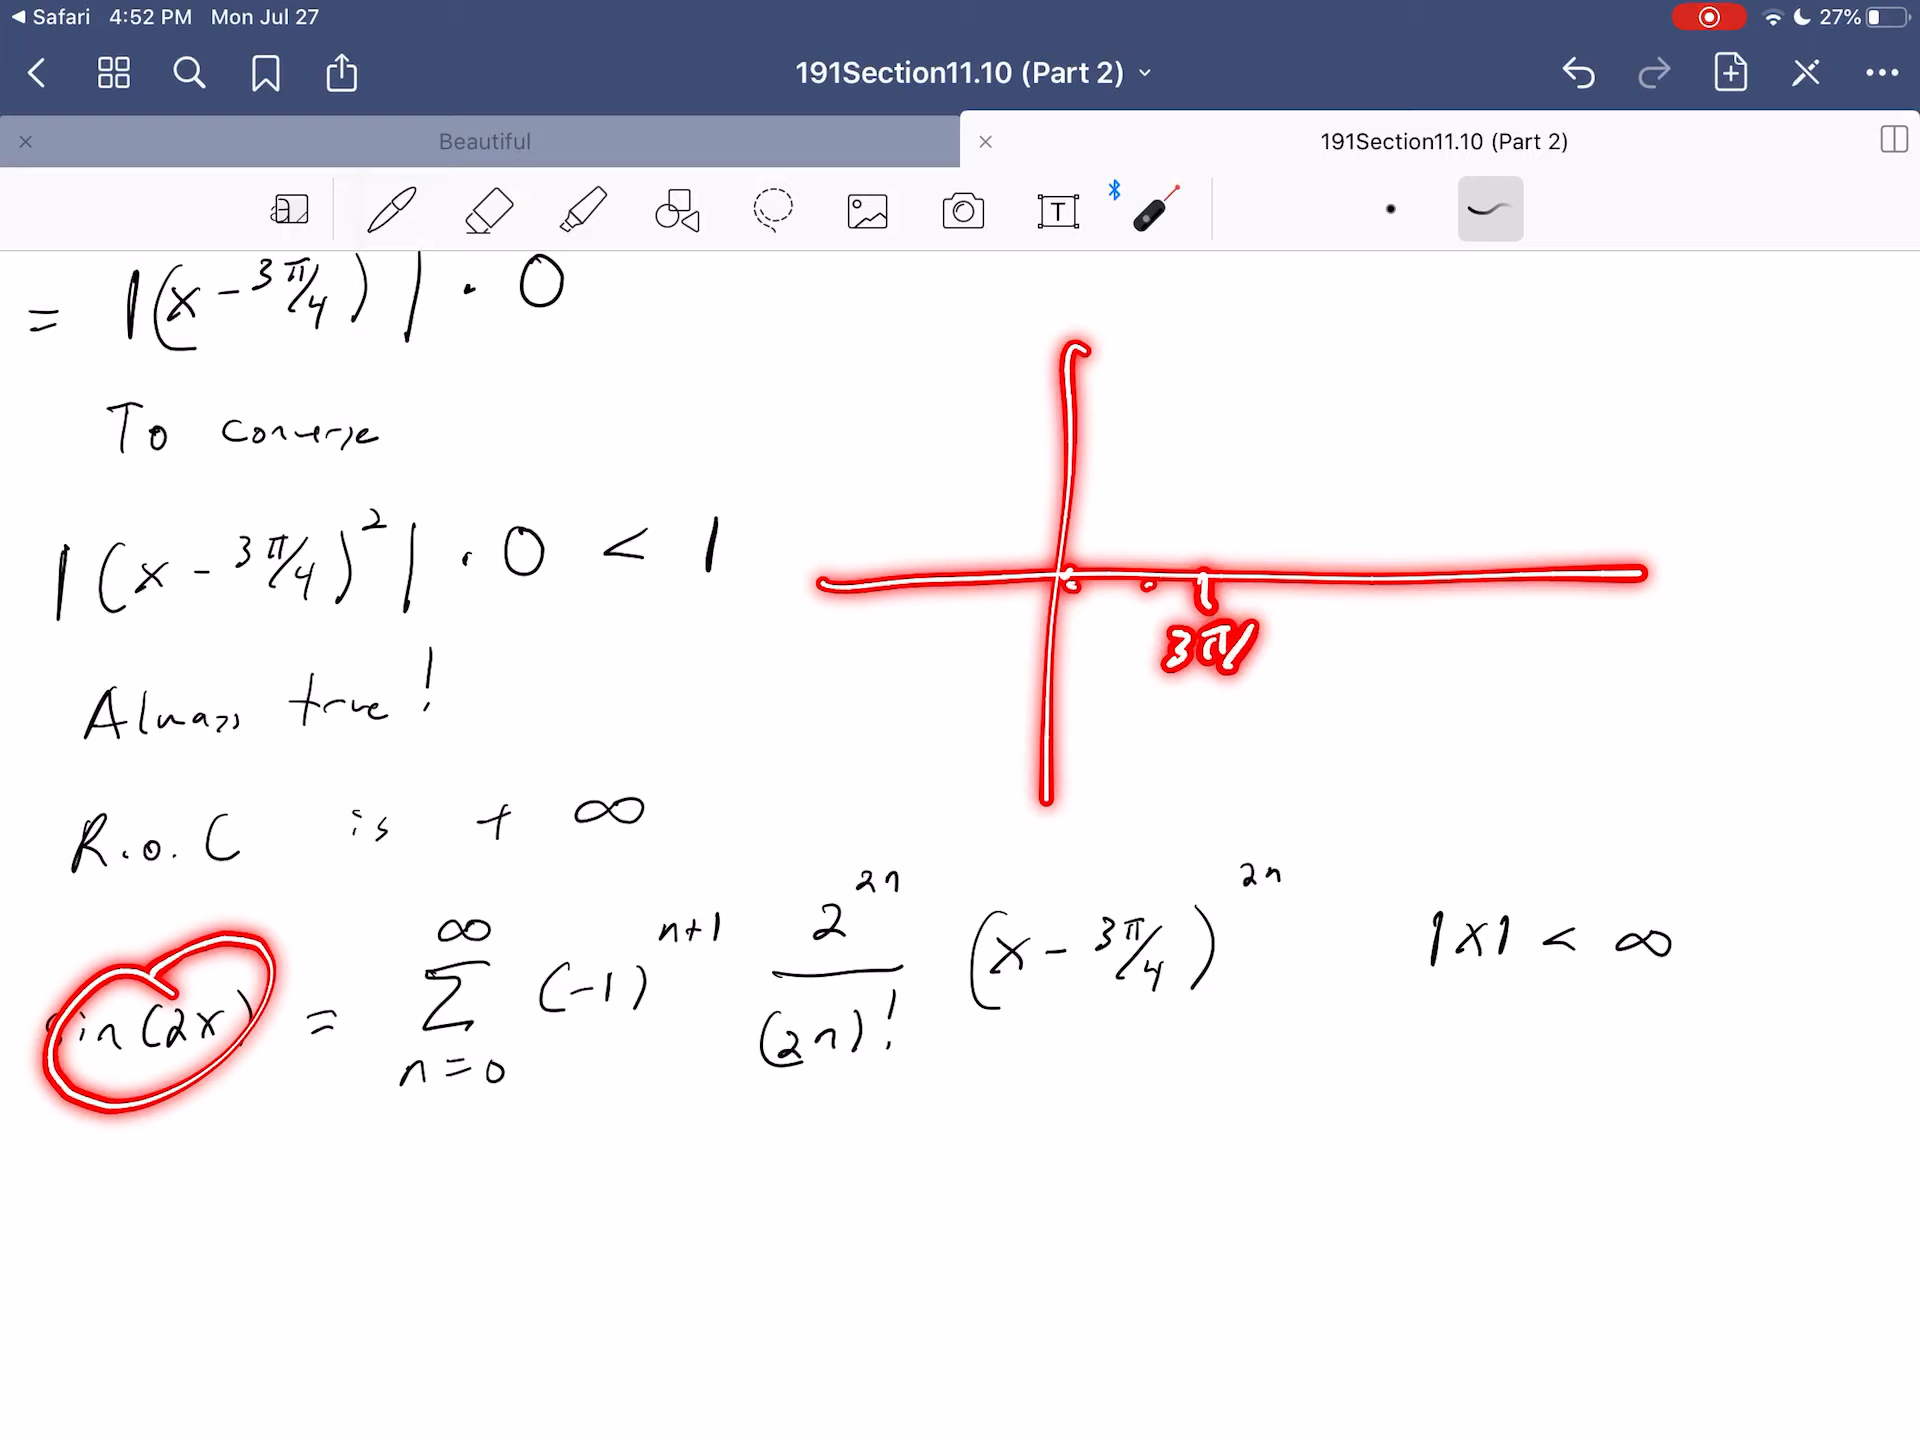 Safari 4:52 PM Mon Jul 27 27%
191Section11.10 (Part 2)
Beautiful
191Section11.10 (Part 2)
a T
= |(x - 3π/4)| · 0
To converge
|(x - 3π/4)²| · 0 < 1
3π/
Always true!
R.o.C is + ∞
sin(2x) = ∑_{n=0}^{∞} (-1)^{n+1} 2^{2n}/(2n)! (x - 3π/4)^{2n} |x| < ∞